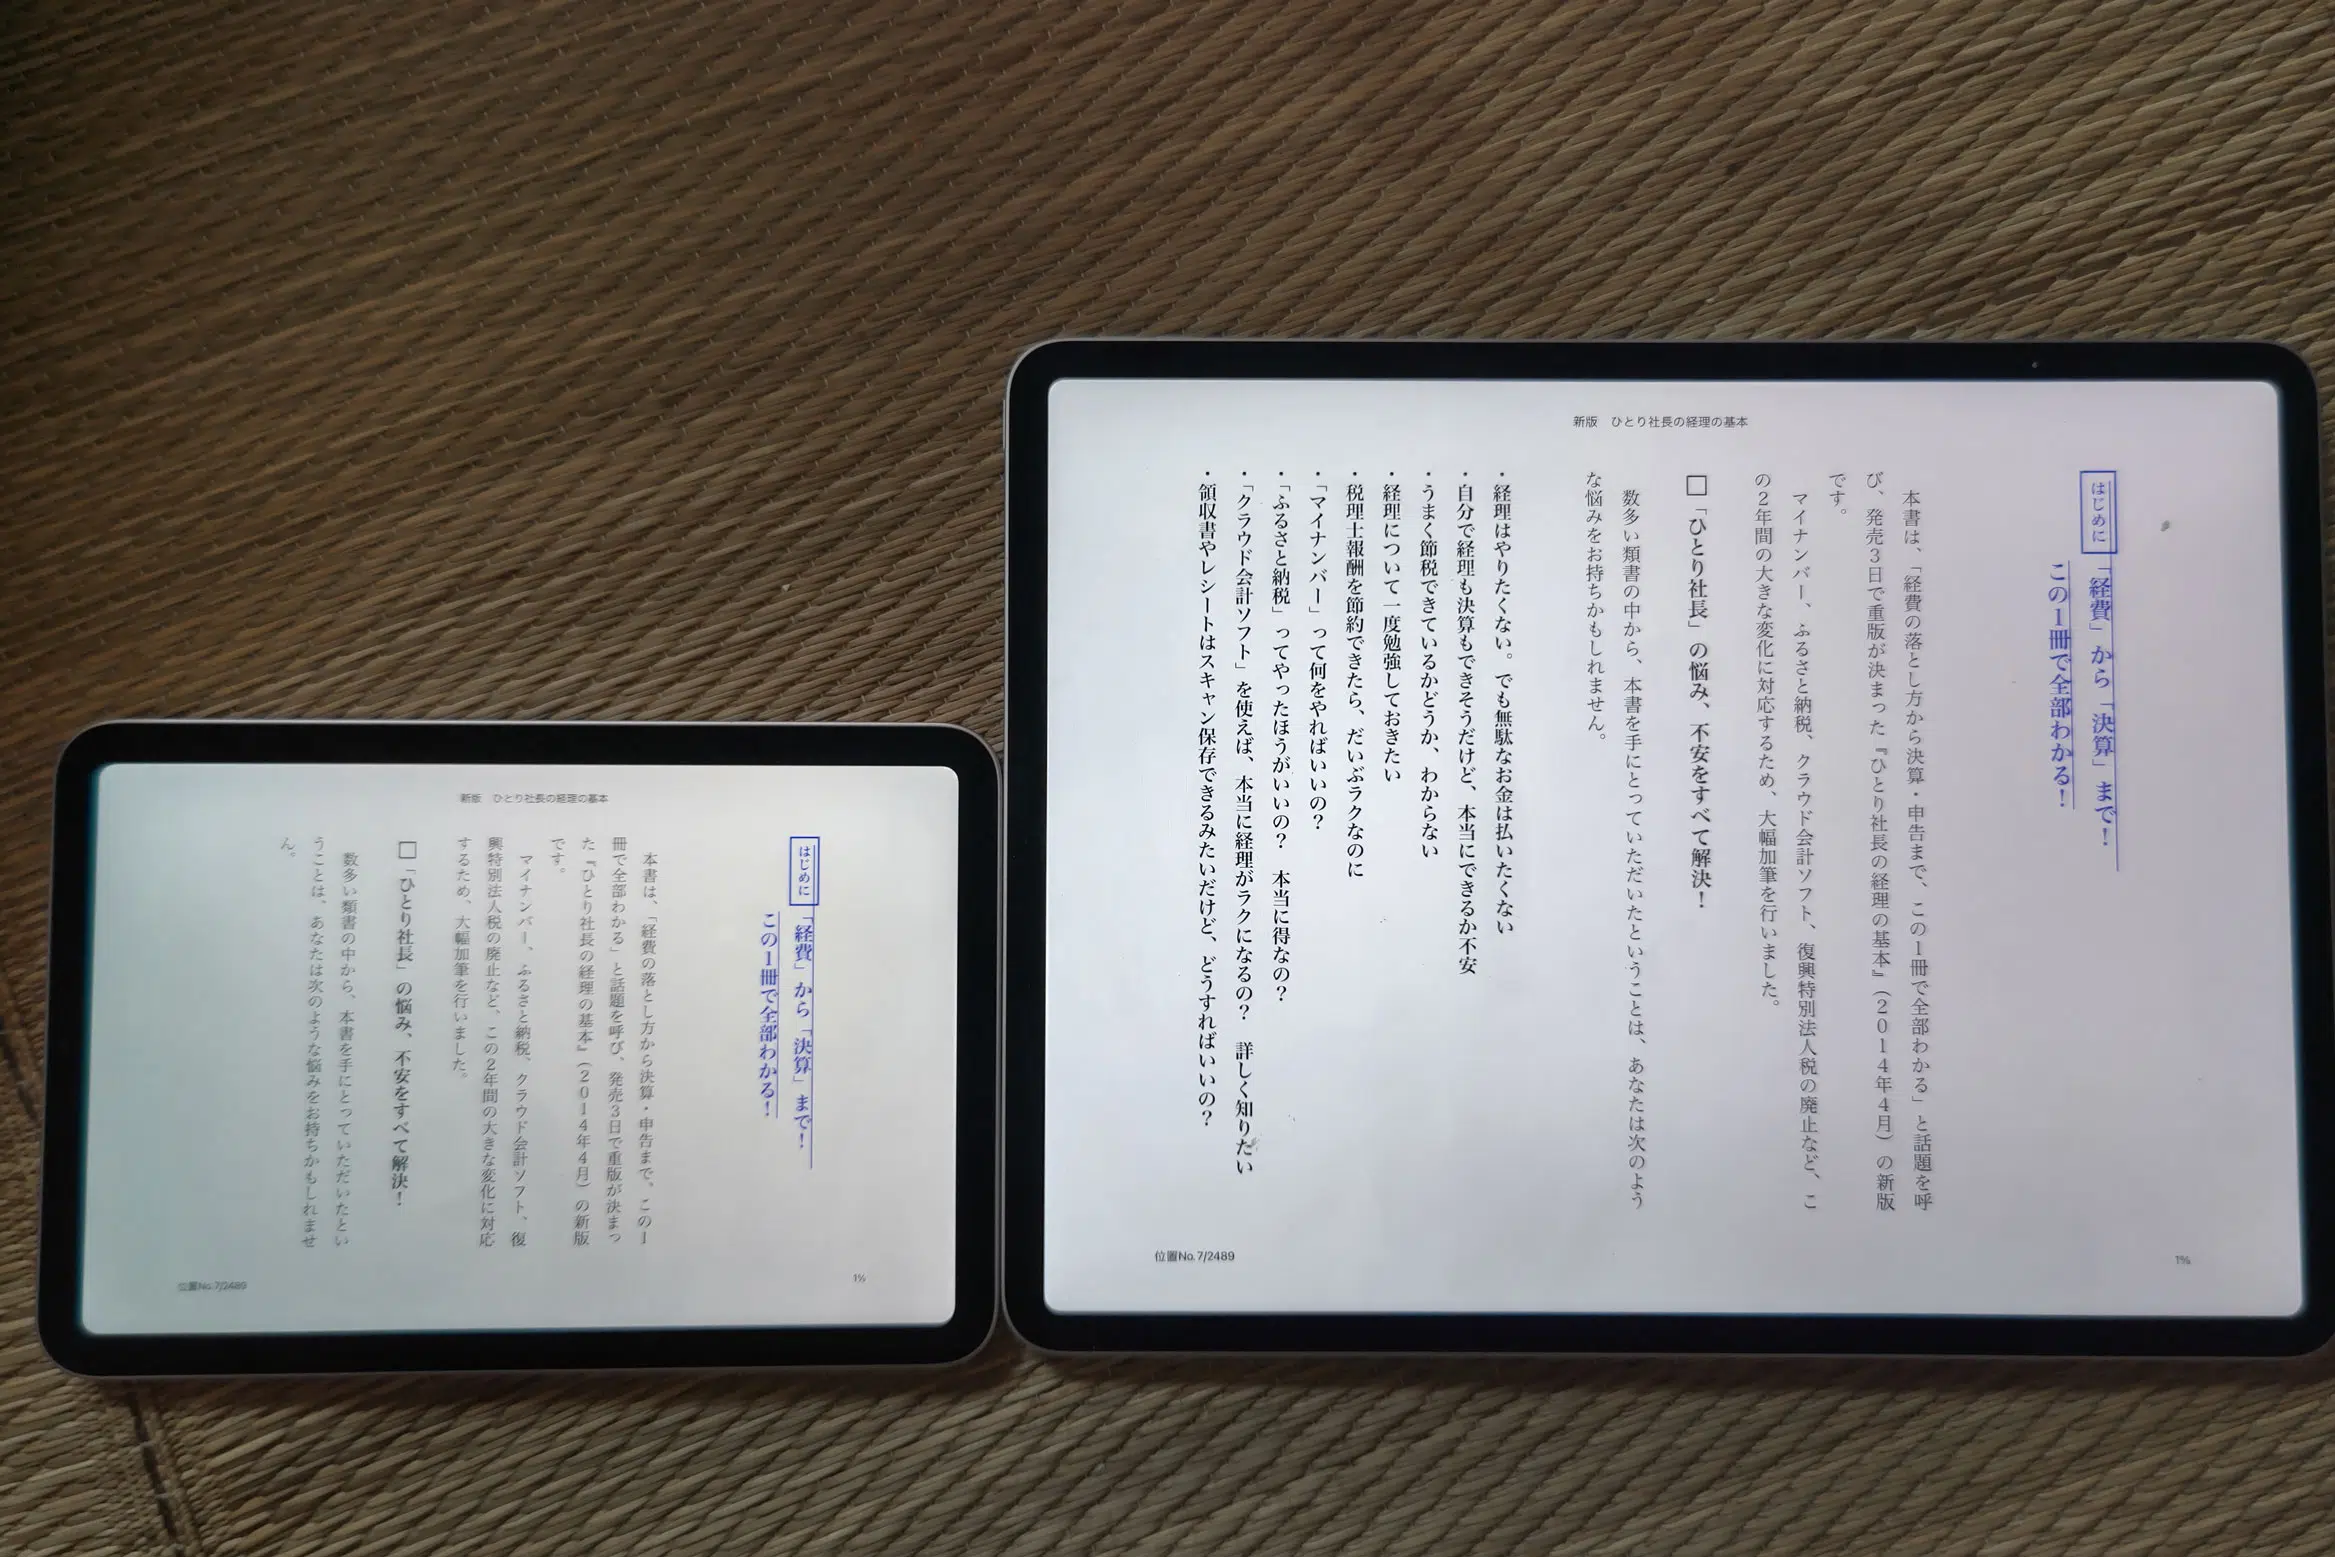 新版　ひとり社長の経理の基本
はじめに
「経費」から「決算」まで！
この1冊で全部わかる！
本書は、「経費の落とし方から決算・申告まで、この1
冊で全部わかる」と話題を呼び、発売3日で重版が決まっ
た『ひとり社長の経理の基本』（2014年4月）の新版
です。
マイナンバー、ふるさと納税、クラウド会計ソフト、復
興特別法人税の廃止など、この2年間の大きな変化に対応
するため、大幅加筆を行いました。
□「ひとり社長」の悩み、不安をすべて解決！
数多い類書の中から、本書を手にとっていただいたとい
うことは、あなたは次のような悩みをお持ちかもしれませ
ん。
位置No.7/2489
1%
新版　ひとり社長の経理の基本
はじめに
「経費」から「決算」まで！
この1冊で全部わかる！
本書は、「経費の落とし方から決算・申告まで、この1冊で全部わかる」と話題を呼
び、発売3日で重版が決まった『ひとり社長の経理の基本』（2014年4月）の新版
です。
マイナンバー、ふるさと納税、クラウド会計ソフト、復興特別法人税の廃止など、こ
の2年間の大きな変化に対応するため、大幅加筆を行いました。
□「ひとり社長」の悩み、不安をすべて解決！
数多い類書の中から、本書を手にとっていただいたということは、あなたは次のよう
な悩みをお持ちかもしれません。
・経理はやりたくない。でも無駄なお金は払いたくない
・自分で経理も決算もできそうだけど、本当にできるか不安
・うまく節税できているかどうか、わからない
・経理について一度勉強しておきたい
・税理士報酬を節約できたら、だいぶラクなのに
・「マイナンバー」って何をやればいいの？
・「ふるさと納税」ってやったほうがいいの？　本当に得なの？
・「クラウド会計ソフト」を使えば、本当に経理がラクになるの？　詳しく知りたい
・領収書やレシートはスキャン保存できるみたいだけど、どうすればいいの？
位置No.7/2489
1%